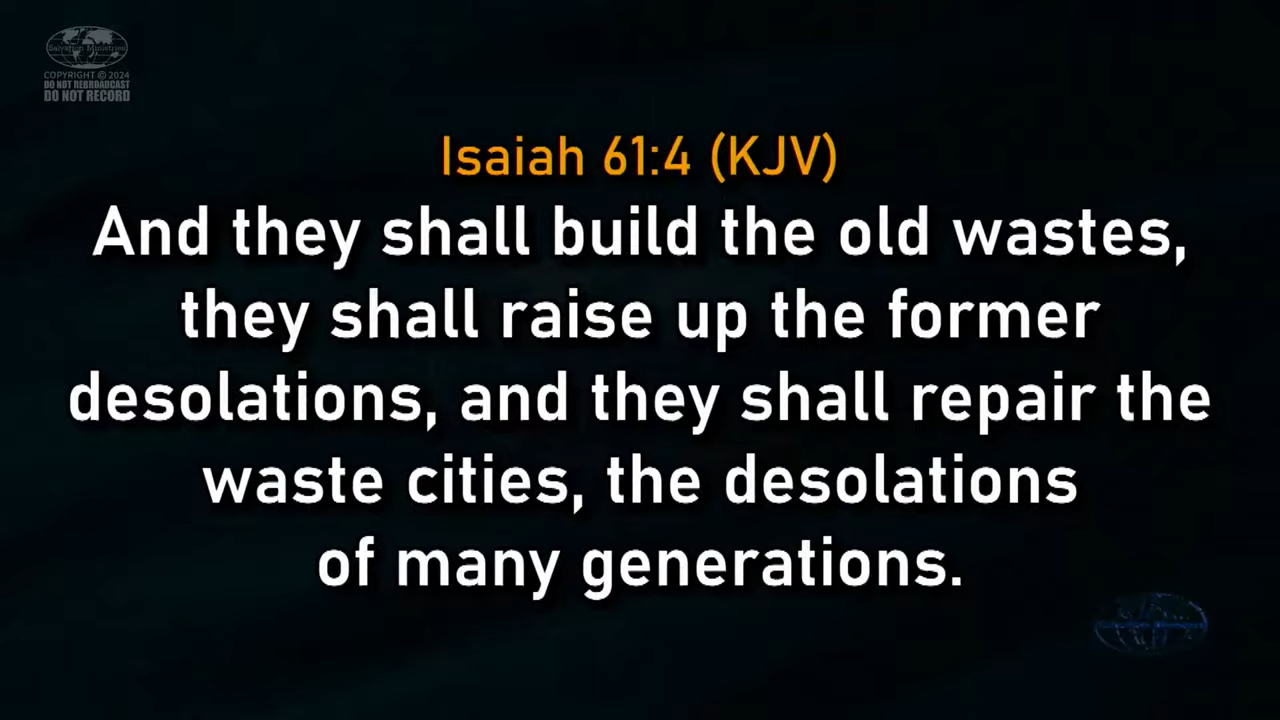 Salvation Ministries
COPYRIGHT © 2024
DO NOT REBROADCAST
DO NOT RECORD
Isaiah 61:4 (KJV)
And they shall build the old wastes,
they shall raise up the former
desolations, and they shall repair the
waste cities, the desolations
of many generations.